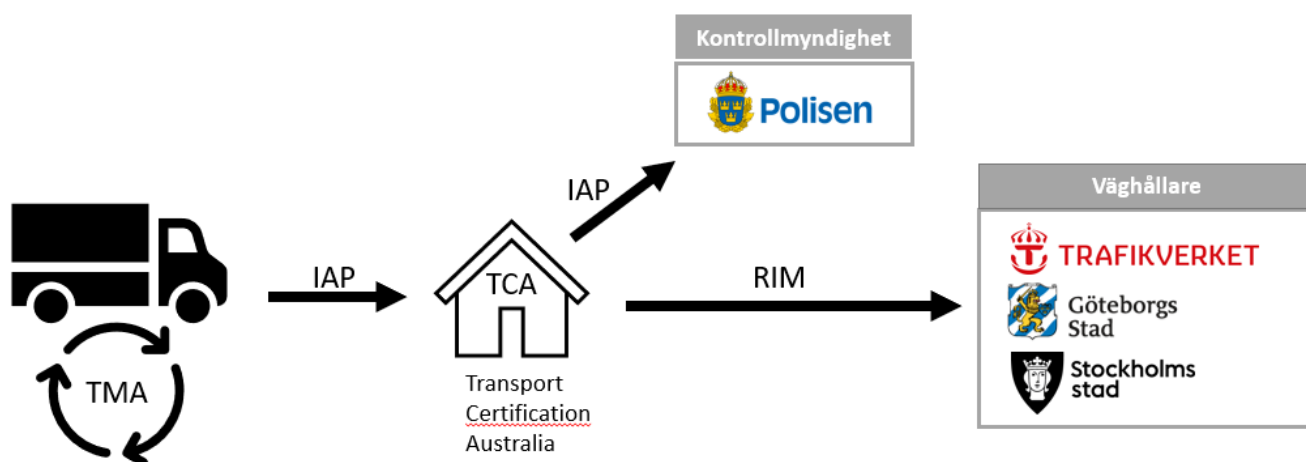 Kontrollmyndighet
Polisen
IAP
Väghållare
TRAFIKVERKET
Göteborgs
Stad
Stockholms
stad
IAP
TCA
RIM
TMA
Transport
Certification
Australia